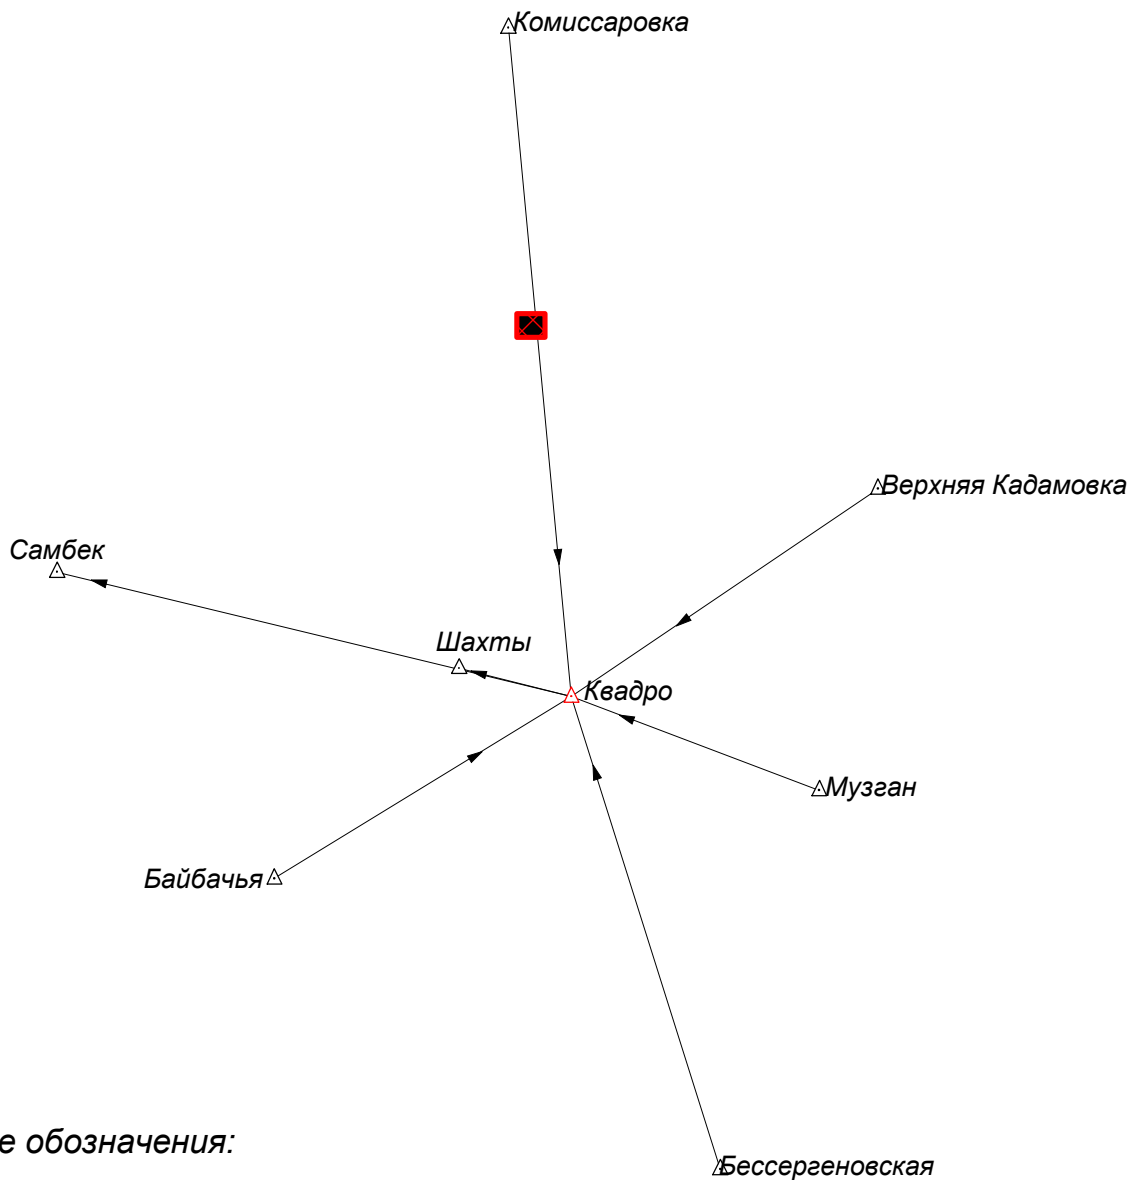 Комиссаровка
Верхняя Кадамовка
Самбек
Шахты
Квадро
Музган
Байбачья
е обозначения:
Бессергеновская